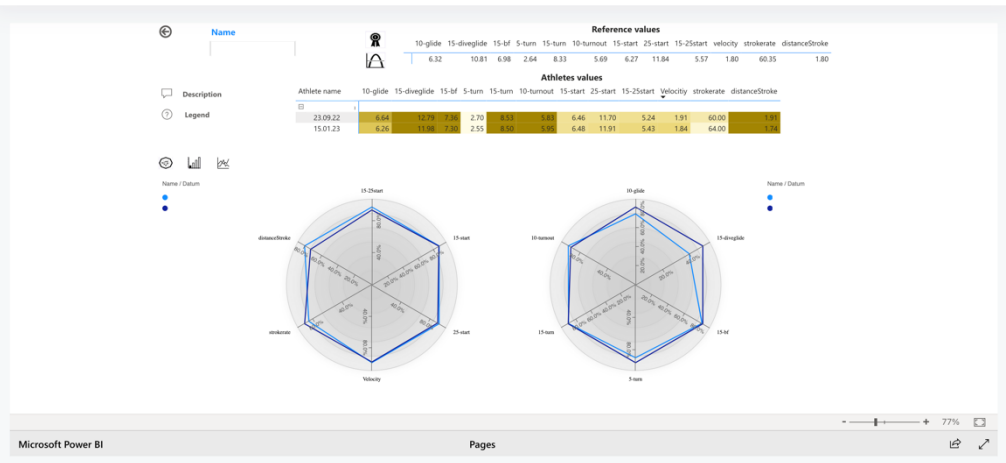 Name
Reference values
10-glide 15-diveglide 15-bf 5-turn 15-turn 10-turnout 15-start 25-start 15-25start velocity strokerate distanceStroke
6.32 10.81 6.98 2.64 8.33 5.69 6.27 11.84 5.57 1.80 60.35 1.80
Athletes values
Athlete name 10-glide 15-diveglide 15-bf 5-turn 15-turn 10-turnout 15-start 25-start 15-25start Velocitiy strokerate distanceStroke
23.09.22 6.64 12.79 7.36 2.70 8.53 5.83 6.46 11.70 5.24 1.91 60.00 1.91
15.01.23 6.26 11.98 7.30 2.55 8.50 5.95 6.48 11.91 5.43 1.84 64.00 1.74
Description
Legend
Name / Datum
Name / Datum
15-25start
15-start
25-start
Velocity
strokerate
distanceStroke
10-glide
15-diveglide
15-bf
5-turn
15-turn
10-turnout
77%
Microsoft Power BI
Pages